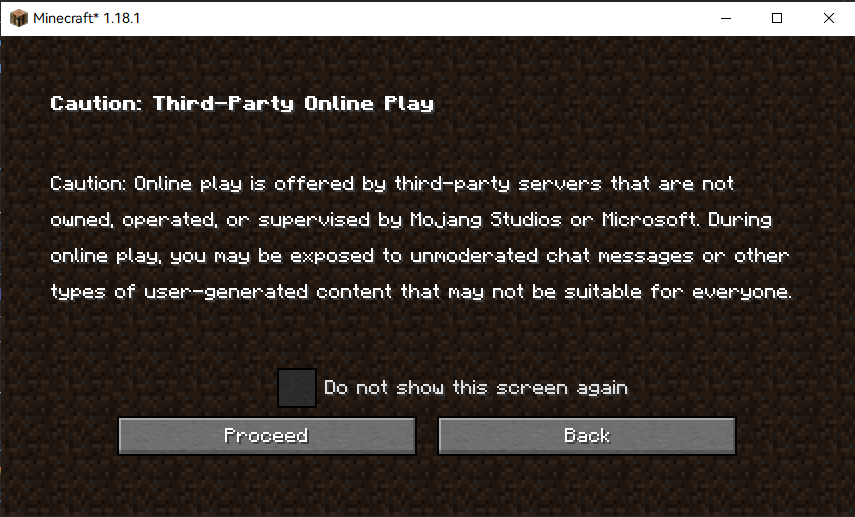 Minecraft* 1.18.1
Caution: Third-Party Online Play
Caution: Online play is offered by third-party servers that are not
owned, operated, or supervised by Mojang Studios or Microsoft. During
online play, you may be exposed to unmoderated chat messages or other
types of user-generated content that may not be suitable for everyone.
Do not show this screen again
Proceed
Back